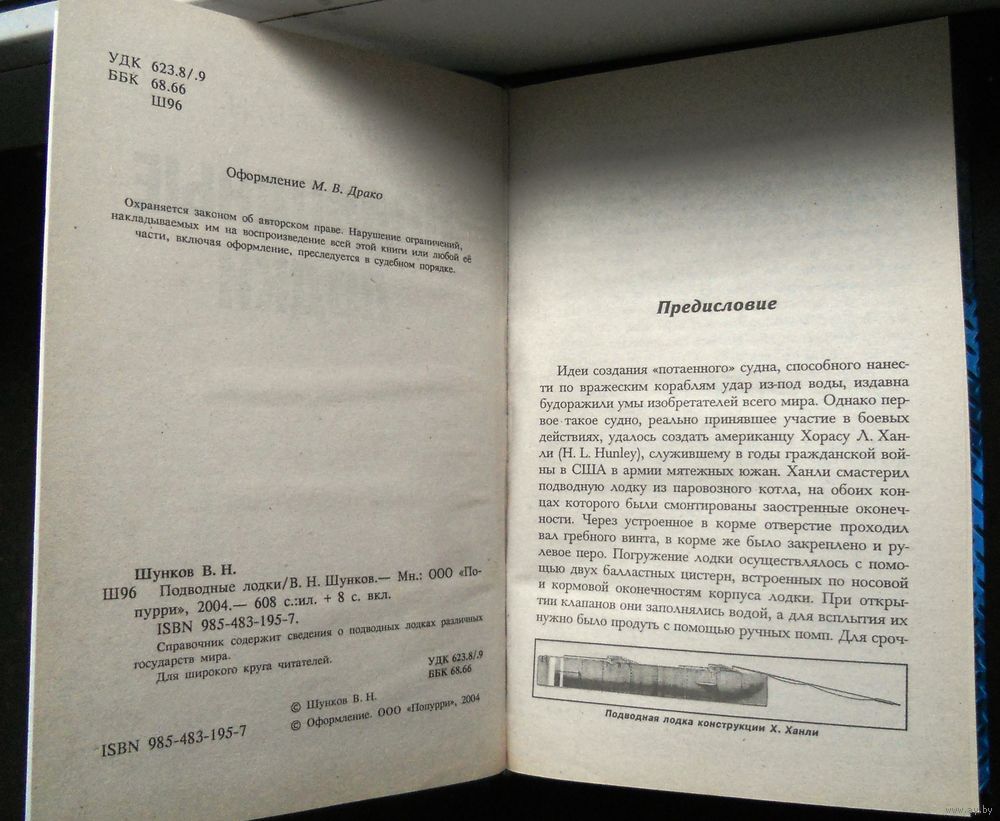 УДК 623.8/.9
ББК 68.66
Ш96
Оформление М. В. Драко
Охраняется законом об авторском праве. Нарушение ограничений,
накладываемых им на воспроизведение всей этой книги или любой её
части, включая оформление, преследуется в судебном порядке.
Шунков В. Н.
Ш96 Подводные лодки/В. Н. Шунков.— Мн.: ООО «По-
пурри», 2004.— 608 с.:ил. + 8 с. вкл.
ISBN 985-483-195-7.
Справочник содержит сведения о подводных лодках различных
государств мира.
Для широкого круга читателей.
УДК 623.8/.9
ББК 68.66
© Шунков В. Н.
© Оформление. ООО «Попурри», 2004
ISBN 985-483-195-7
Предисловие
Идеи создания «потаенного» судна, способного нанес-
ти по вражеским кораблям удар из-под воды, издавна
будоражили умы изобретателей всего мира. Однако пер-
вое такое судно, реально принявшее участие в боевых
действиях, удалось создать американцу Хорасу Л. Хан-
ли (H. L. Hunley), служившему в годы гражданской вой-
ны в США в армии мятежных южан. Ханли смастерил
подводную лодку из паровозного котла, на обоих кон-
цах которого были смонтированы заостренные оконеч-
ности. Через устроенное в корме отверстие проходил
вал гребного винта, в корме же было закреплено и ру-
левое перо. Погружение лодки осуществлялось с помо-
щью двух балластных цистерн, встроенных по носовой
и кормовой оконечностям корпуса лодки. При откры-
тии клапанов они заполнялись водой, а для всплытия их
нужно было продуть с помощью ручных помп. Для сроч-
Подводная лодка конструкции Х. Ханли
www.ay.by